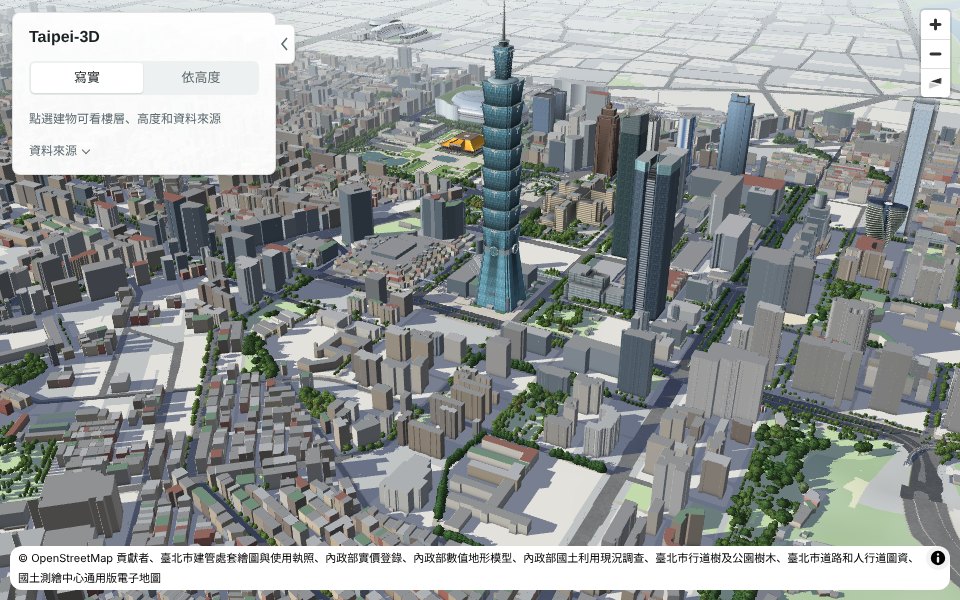 Taipei-3D
寫實
依高度
點選建物可看樓層、高度和資料來源
資料來源
© OpenStreetMap 貢獻者、臺北市建管處套繪圖與使用執照、內政部實價登錄、內政部數值地形模型、內政部國土利用現況調查、臺北市行道樹及公園樹木、臺北市道路和人行道圖資、
國土測繪中心通用版電子地圖